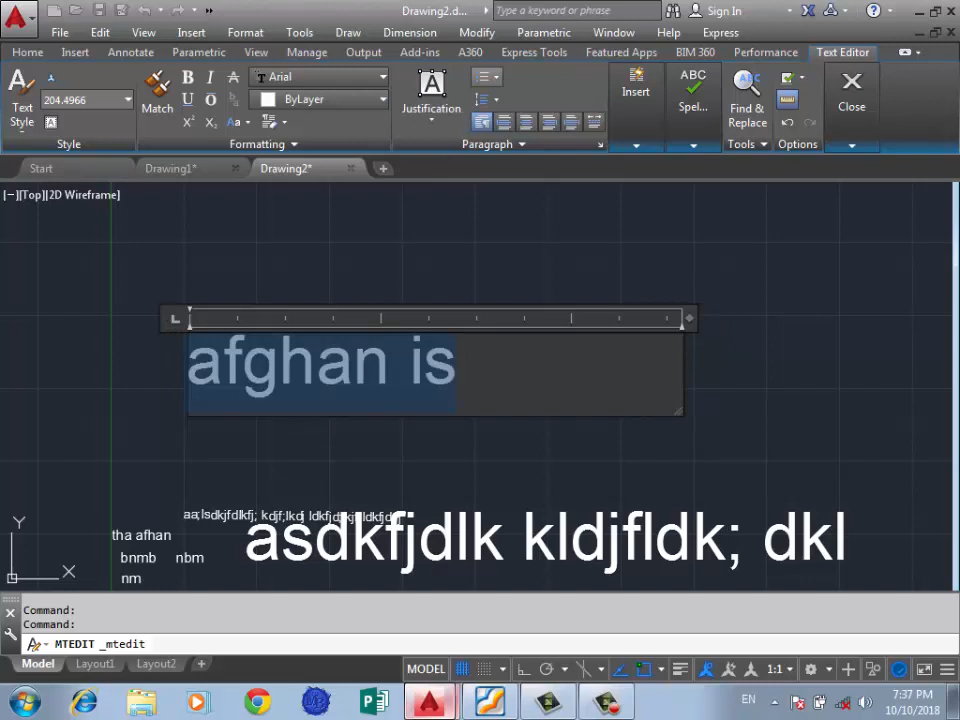 Drawing2.d...
Type a keyword or phrase
Sign In
File Edit View Insert Format Tools Draw Dimension Modify Parametric Window Help Express
Home Insert Annotate Parametric View Manage Output Add-ins A360 Express Tools Featured Apps BIM 360 Performance Text Editor
Text Style
204.4966
Style
Match
B I A
U O
Arial
ByLayer
Aa
Formatting
A
Justification
Paragraph
Insert
ABC
Spel...
ABC
Find & Replace
Tools
Options
Close
Start Drawing1* Drawing2*
[−][Top][2D Wireframe]
afghan is
asdkfjdlk kldjfldk; dkl
tha afhan
bnmb nbm
nm
Y
X
Command:
Command:
MTEDIT _mtedit
Model Layout1 Layout2
MODEL
1:1
EN
7:37 PM
10/10/2018